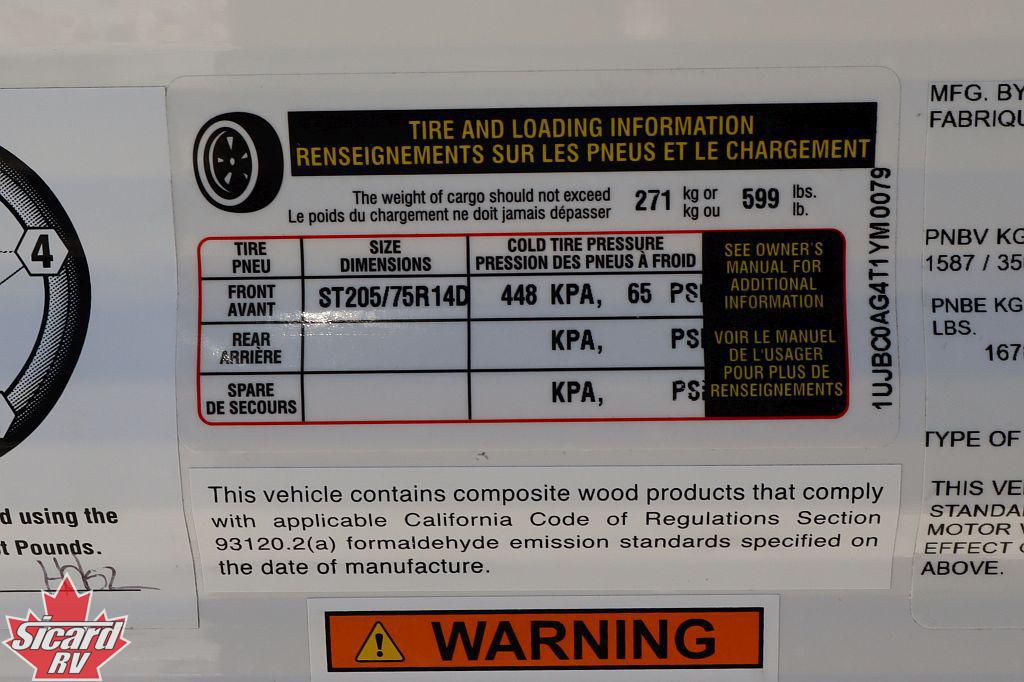 4
d using the
t Pounds.
TIRE AND LOADING INFORMATION
RENSEIGNEMENTS SUR LES PNEUS ET LE CHARGEMENT
The weight of cargo should not exceed 271 kg or 599 lbs.
Le poids du chargement ne doit jamais dépasser kg ou lb.
TIRE PNEU
SIZE DIMENSIONS
COLD TIRE PRESSURE
PRESSION DES PNEUS À FROID
FRONT AVANT
ST205/75R14D
448 KPA, 65 PSI
REAR ARRIÈRE
KPA, PSI
SPARE DE SECOURS
KPA, PSI
SEE OWNER'S
MANUAL FOR
ADDITIONAL
INFORMATION
VOIR LE MANUEL
DE L'USAGER
POUR PLUS DE
RENSEIGNEMENTS
1UJBC0AG4T1YM0079
This vehicle contains composite wood products that comply
with applicable California Code of Regulations Section
93120.2(a) formaldehyde emission standards specified on
the date of manufacture.
WARNING
MFG. BY
FABRIQU
PNBV KG
1587 / 35
PNBE KG
LBS.
167
TYPE OF
THIS VE
STANDA
MOTOR V
EFFECT
ABOVE.
Sicard
RV